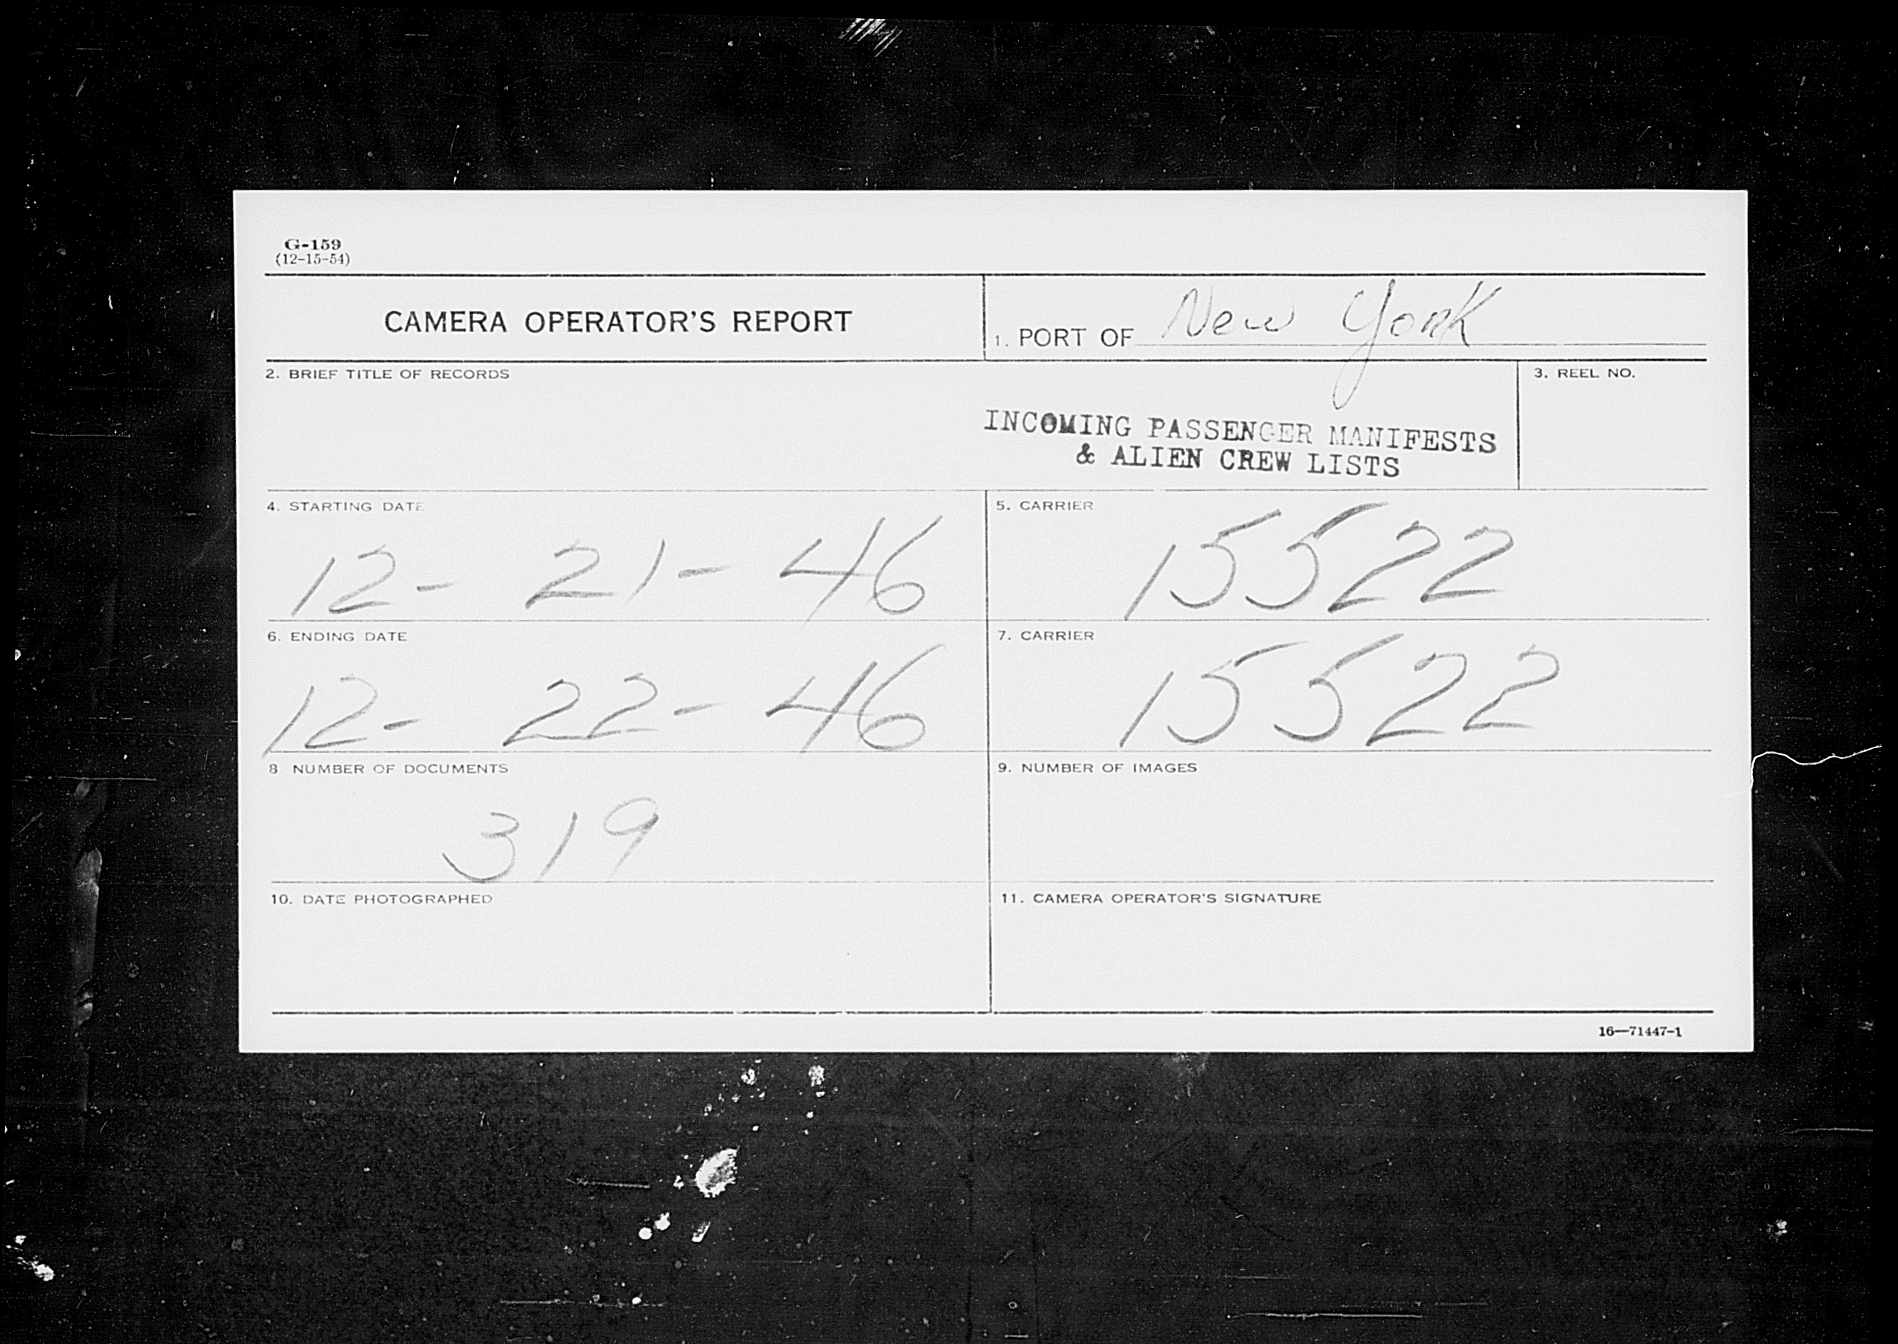 G-159
(12-15-54)
CAMERA OPERATOR'S REPORT
1. PORT OF New York
2. BRIEF TITLE OF RECORDS
INCOMING PASSENGER MANIFESTS
& ALIEN CREW LISTS
3. REEL NO.
4. STARTING DATE
12- 21-46
5. CARRIER
15522
6. ENDING DATE
12- 22-46
7. CARRIER
15522
8 NUMBER OF DOCUMENTS
319
9. NUMBER OF IMAGES
10. DATE PHOTOGRAPHED
11. CAMERA OPERATOR'S SIGNATURE
16—71447-1